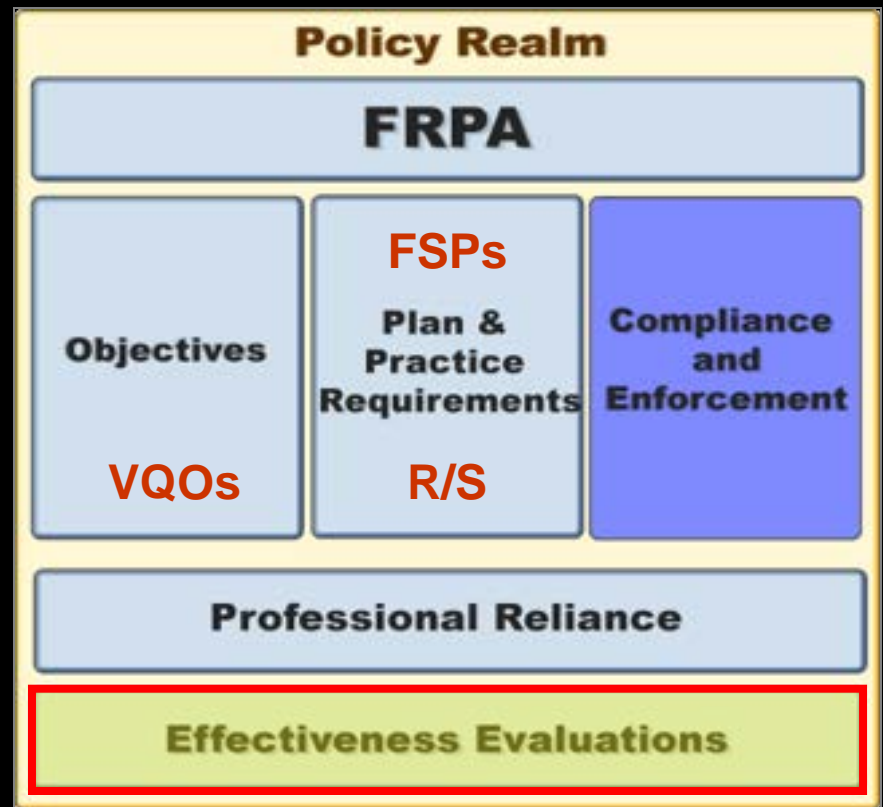 Policy Realm
FRPA
Objectives
VQOs
FSPs
Plan &
Practice
Requirements
R/S
Compliance
and
Enforcement
Professional Reliance
Effectiveness Evaluations